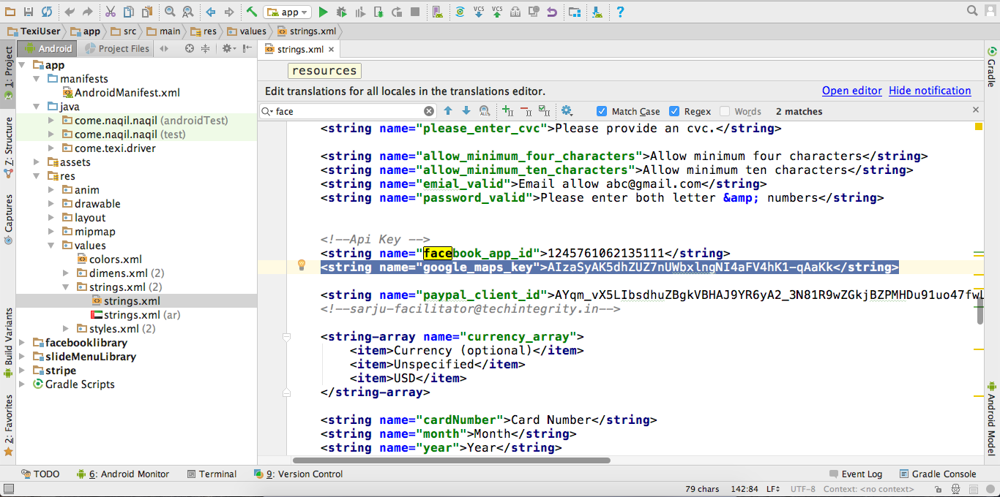 app
TexiUser app src main res values strings.xml
Android Project Files
strings.xml
1: Project
Z: Structure
Captures
Build Variants
2: Favorites
app
manifests
AndroidManifest.xml
java
come.naqil.naqil (androidTest)
come.naqil.naqil (test)
come.texi.driver
assets
res
anim
drawable
layout
mipmap
values
colors.xml
dimens.xml (2)
strings.xml (2)
strings.xml
strings.xml (ar)
styles.xml (2)
facebooklibrary
slideMenuLibrary
stripe
Gradle Scripts
resources
Edit translations for all locales in the translations editor. Open editor Hide notification
face Match Case Regex Words 2 matches
<string name="please_enter_cvc">Please provide an cvc.</string>
<string name="allow_minimum_four_characters">Allow minimum four characters</string>
<string name="allow_minimum_ten_characters">Allow minimum ten characters</string>
<string name="emial_valid">Email allow abc@gmail.com</string>
<string name="password_valid">Please enter both letter &amp; numbers</string>
<!--Api Key -->
<string name="facebook_app_id">1245761062135111</string>
<string name="google_maps_key">AIzaSyAK5dhZUZ7nUWbxlngNI4aFV4hK1-qAaKk</string>
<string name="paypal_client_id">AYqm_vX5LIbsdhuZBgkVBHAJ9YR6yA2_3N81R9wZGkjBZPMHDu91uo47fwL
<!--sarju-facilitator@techintegrity.in-->
<string-array name="currency_array">
<item>Currency (optional)</item>
<item>Unspecified</item>
<item>USD</item>
</string-array>
<string name="cardNumber">Card Number</string>
<string name="month">Month</string>
<string name="year">Year</string>
Gradle
Android Model
TODO 6: Android Monitor Terminal 9: Version Control Event Log Gradle Console
79 chars 142:84 LF UTF-8 Context: <no context>